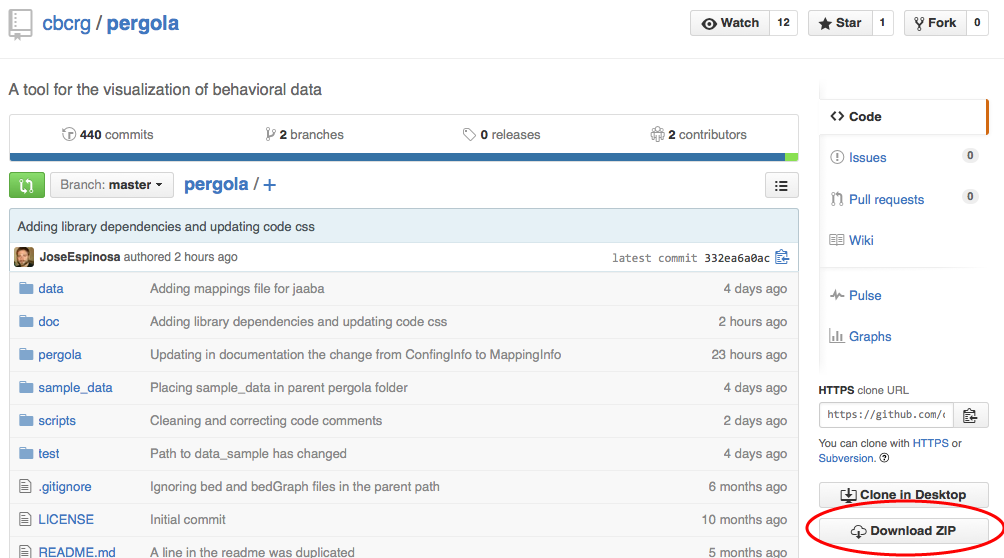 cbcrg / pergola
Watch 12 Star 1 Fork 0
A tool for the visualization of behavioral data
440 commits 2 branches 0 releases 2 contributors
Branch: master pergola / +
Adding library dependencies and updating code css
JoseEspinosa authored 2 hours ago latest commit 332ea6a0ac
data Adding mappings file for jaaba 4 days ago
doc Adding library dependencies and updating code css 2 hours ago
pergola Updating in documentation the change from ConfingInfo to MappingInfo 23 hours ago
sample_data Placing sample_data in parent pergola folder 4 days ago
scripts Cleaning and correcting code comments 2 days ago
test Path to data_sample has changed 4 days ago
.gitignore Ignoring bed and bedGraph files in the parent path 6 months ago
LICENSE Initial commit 10 months ago
README.md A line in the readme was duplicated 5 months ago
Code
Issues 0
Pull requests 0
Wiki
Pulse
Graphs
HTTPS clone URL
https://github.com/c
You can clone with HTTPS or
Subversion. ?
Clone in Desktop
Download ZIP